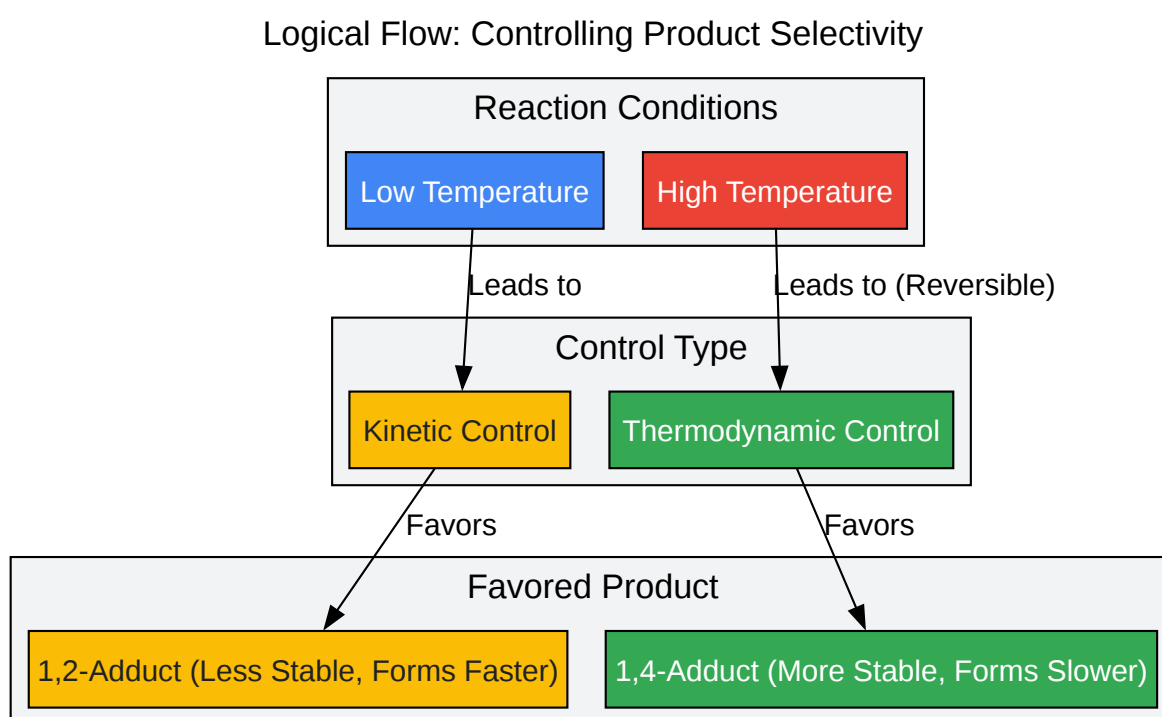 Logical Flow: Controlling Product Selectivity
Reaction Conditions
Low Temperature
High Temperature
Leads to
Leads to (Reversible)
Control Type
Kinetic Control
Thermodynamic Control
Favors
Favors
Favored Product
1,2-Adduct (Less Stable, Forms Faster)
1,4-Adduct (More Stable, Forms Slower)